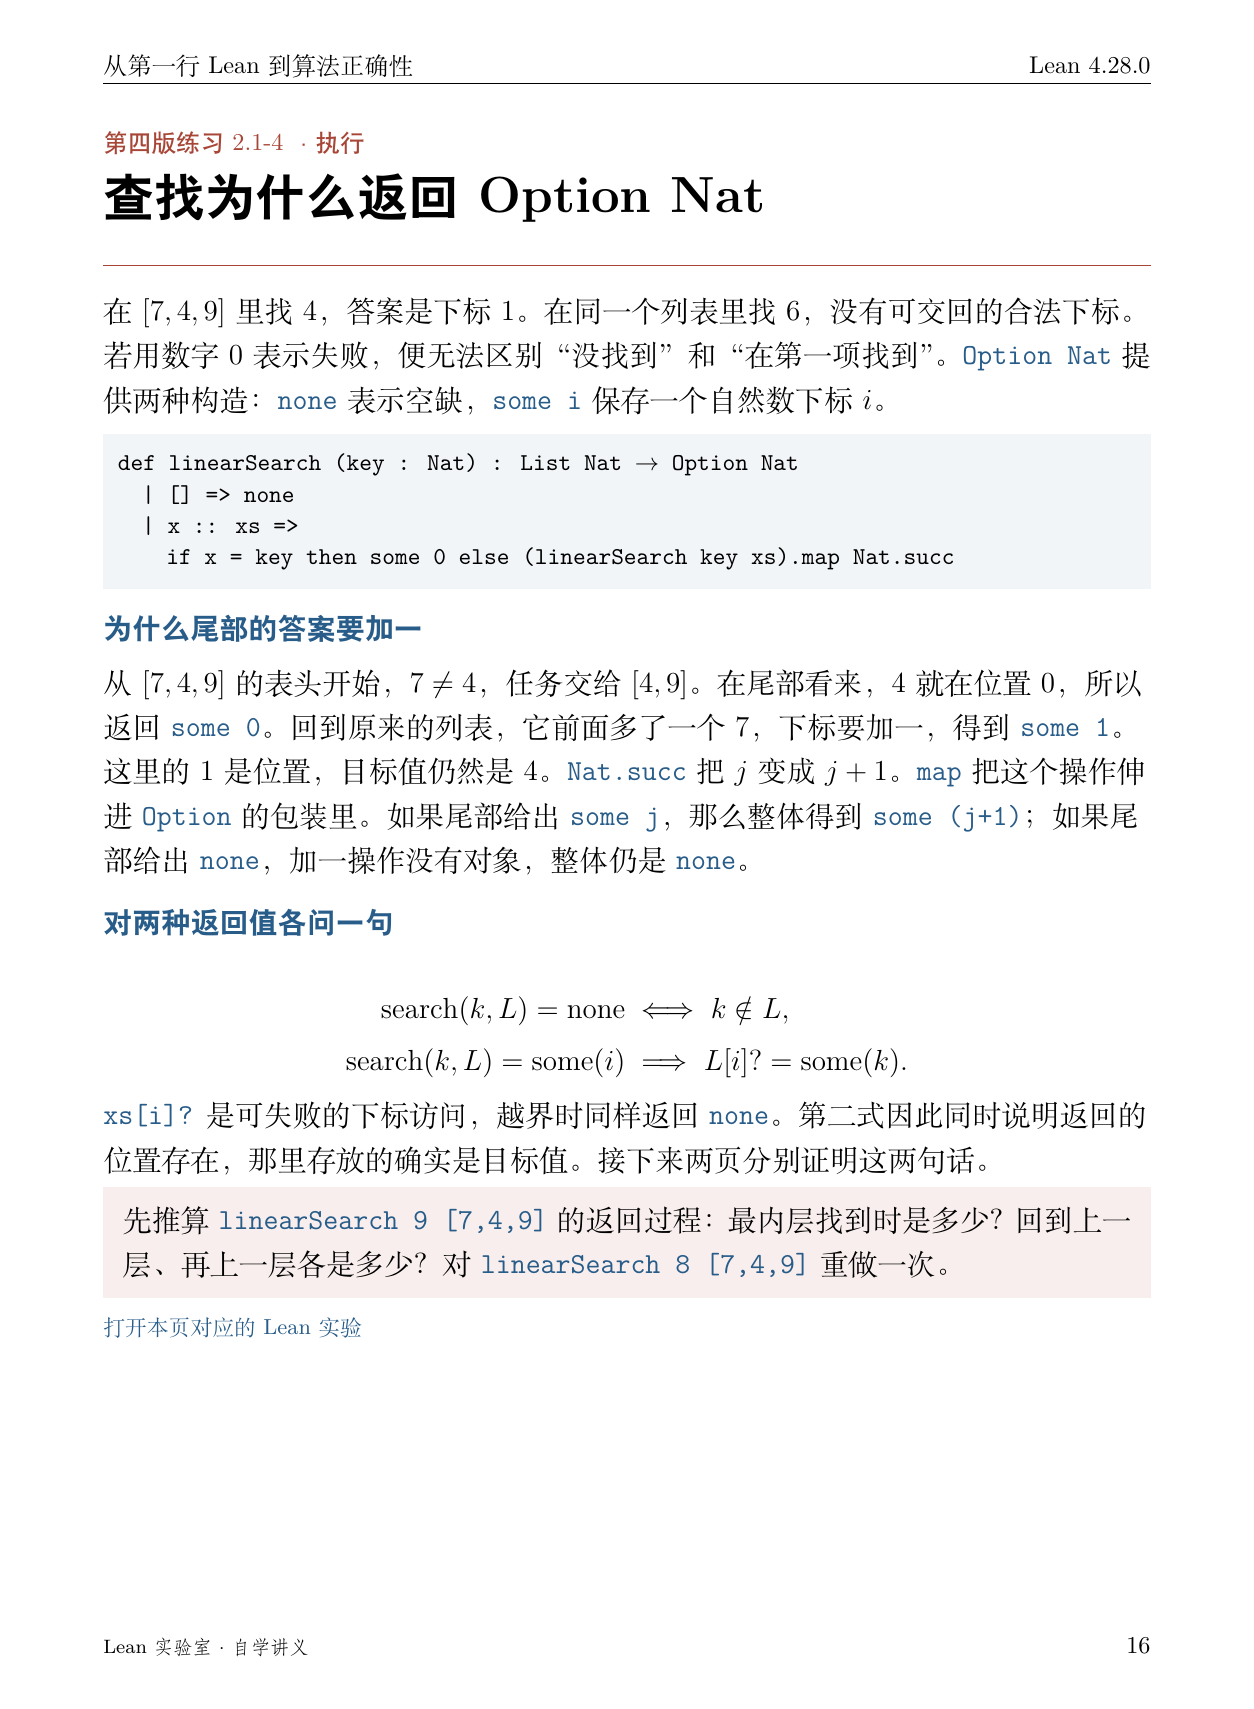 从第一行 Lean 到算法正确性
Lean 4.28.0
第四版练习 2.1-4 · 执行
查找为什么返回 Option Nat
在 [7, 4, 9] 里找 4，答案是下标 1。在同一个列表里找 6，没有可交回的合法下标。
若用数字 0 表示失败，便无法区别“没找到”和“在第一项找到”。Option Nat 提
供两种构造：none 表示空缺，some i 保存一个自然数下标 i。
def linearSearch (key : Nat) : List Nat → Option Nat
  | [] => none
  | x :: xs =>
    if x = key then some 0 else (linearSearch key xs).map Nat.succ
为什么尾部的答案要加一
从 [7, 4, 9] 的表头开始，7 ≠ 4，任务交给 [4, 9]。在尾部看来，4 就在位置 0，所以
返回 some 0。回到原来的列表，它前面多了一个 7，下标要加一，得到 some 1。
这里的 1 是位置，目标值仍然是 4。Nat.succ 把 j 变成 j + 1。map 把这个操作伸
进 Option 的包装里。如果尾部给出 some j，那么整体得到 some (j+1)；如果尾
部给出 none，加一操作没有对象，整体仍是 none。
对两种返回值各问一句
search(k, L) = none ⟺ k ∉ L,
search(k, L) = some(i) ⟹ L[i]? = some(k).
xs[i]? 是可失败的下标访问，越界时同样返回 none。第二式因此同时说明返回的
位置存在，那里存放的确实是目标值。接下来两页分别证明这两句话。
先推算 linearSearch 9 [7,4,9] 的返回过程：最内层找到时是多少？回到上一
层、再上一层各是多少？对 linearSearch 8 [7,4,9] 重做一次。
打开本页对应的 Lean 实验
Lean 实验室 · 自学讲义
16